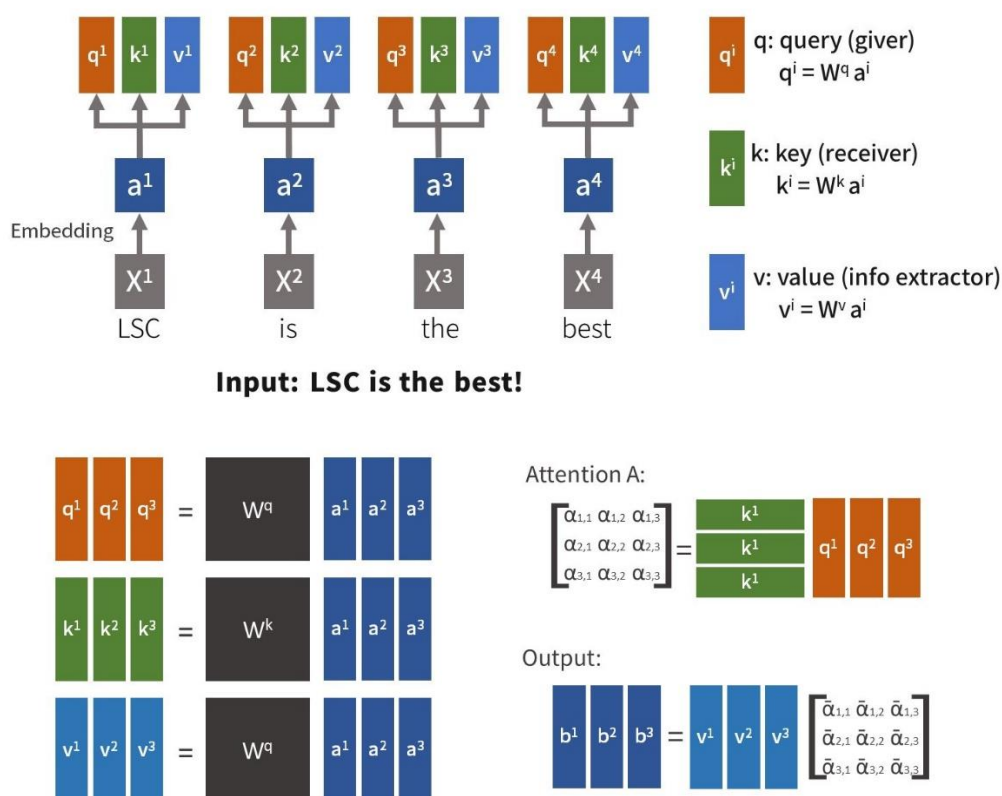 q¹ k¹ v¹ q² k² v² q³ k³ v³ q⁴ k⁴ v⁴
a¹ a² a³ a⁴
Embedding
X¹ X² X³ X⁴
LSC is the best
qⁱ q: query (giver)
qⁱ = W^q aⁱ
kⁱ k: key (receiver)
kⁱ = Wᵏ aⁱ
vⁱ v: value (info extractor)
vⁱ = Wᵛ aⁱ
Input: LSC is the best!
q¹ q² q³ = W^q a¹ a² a³
k¹ k² k³ = Wᵏ a¹ a² a³
v¹ v² v³ = W^q a¹ a² a³
Attention A:
α₁,₁ α₁,₂ α₁,₃
α₂,₁ α₂,₂ α₂,₃
α₃,₁ α₃,₂ α₃,₃
=
k¹
k¹
k¹
q¹ q² q³
Output:
b¹ b² b³ = v¹ v² v³
ᾱ₁,₁ ᾱ₁,₂ ᾱ₁,₃
ᾱ₂,₁ ᾱ₂,₂ ᾱ₂,₃
ᾱ₃,₁ ᾱ₃,₂ ᾱ₃,₃